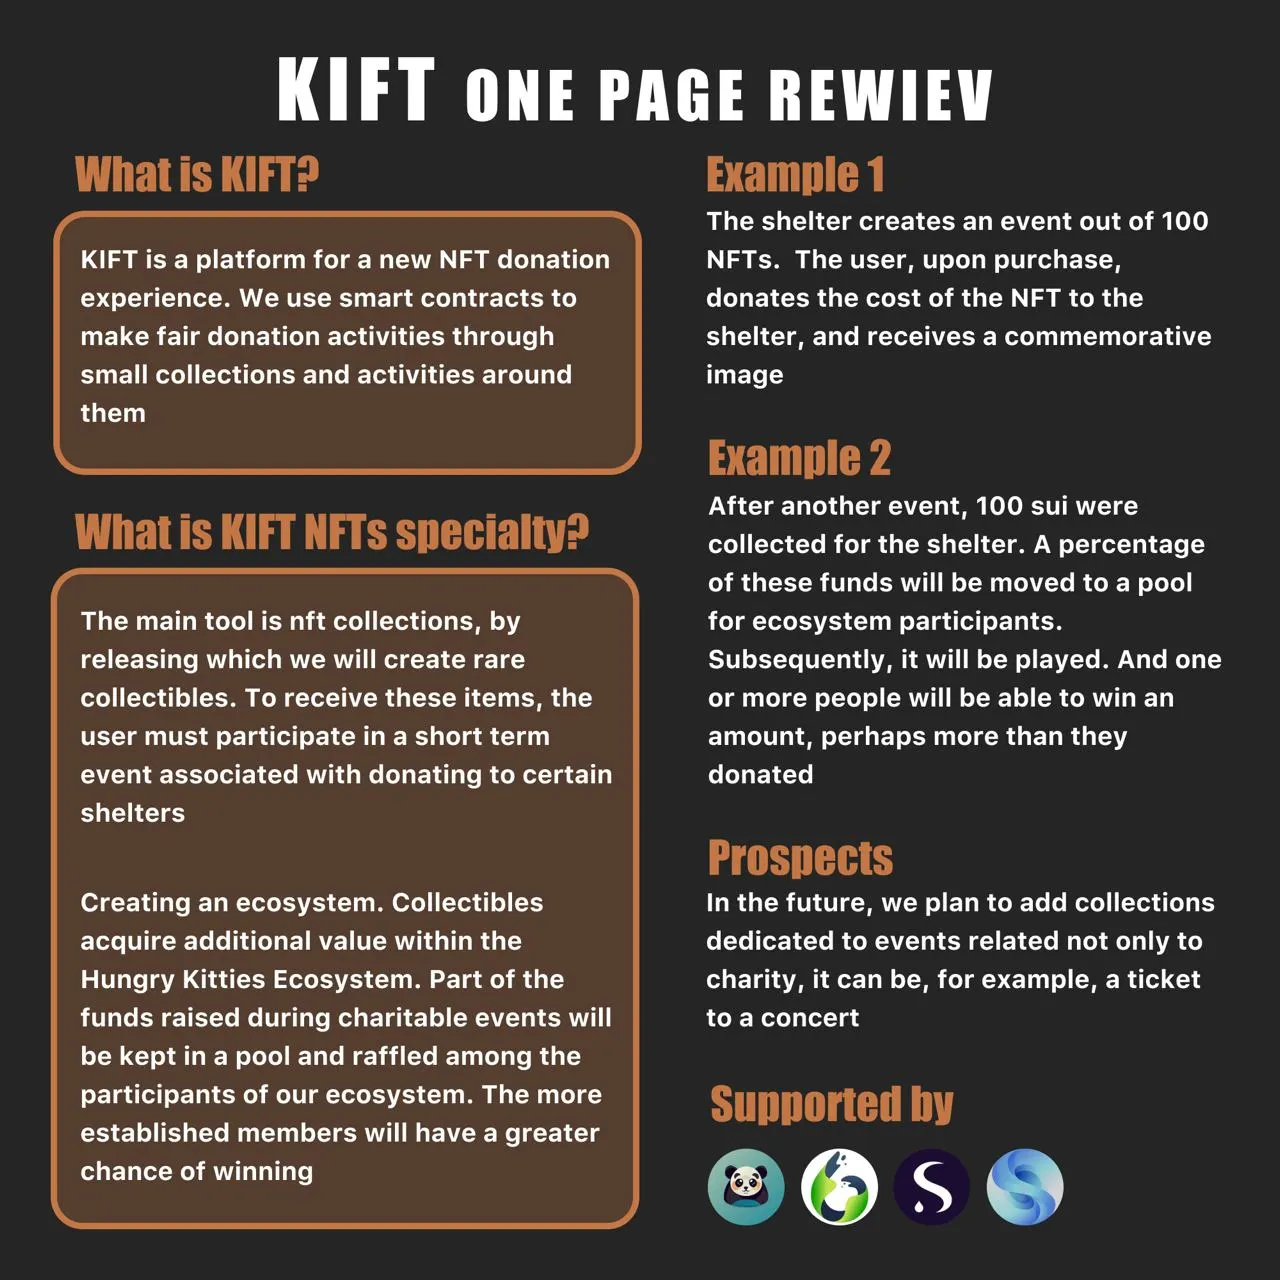 KIFT ONE PAGE REWIEV
What is KIFT?
KIFT is a platform for a new NFT donation
experience. We use smart contracts to
make fair donation activities through
small collections and activities around
them
What is KIFT NFTs specialty?
The main tool is nft collections, by
releasing which we will create rare
collectibles. To receive these items, the
user must participate in a short term
event associated with donating to certain
shelters
Creating an ecosystem. Collectibles
acquire additional value within the
Hungry Kitties Ecosystem. Part of the
funds raised during charitable events will
be kept in a pool and raffled among the
participants of our ecosystem. The more
established members will have a greater
chance of winning
Example 1
The shelter creates an event out of 100
NFTs.  The user, upon purchase,
donates the cost of the NFT to the
shelter, and receives a commemorative
image
Example 2
After another event, 100 sui were
collected for the shelter. A percentage
of these funds will be moved to a pool
for ecosystem participants.
Subsequently, it will be played. And one
or more people will be able to win an
amount, perhaps more than they
donated
Prospects
In the future, we plan to add collections
dedicated to events related not only to
charity, it can be, for example, a ticket
to a concert
Supported by